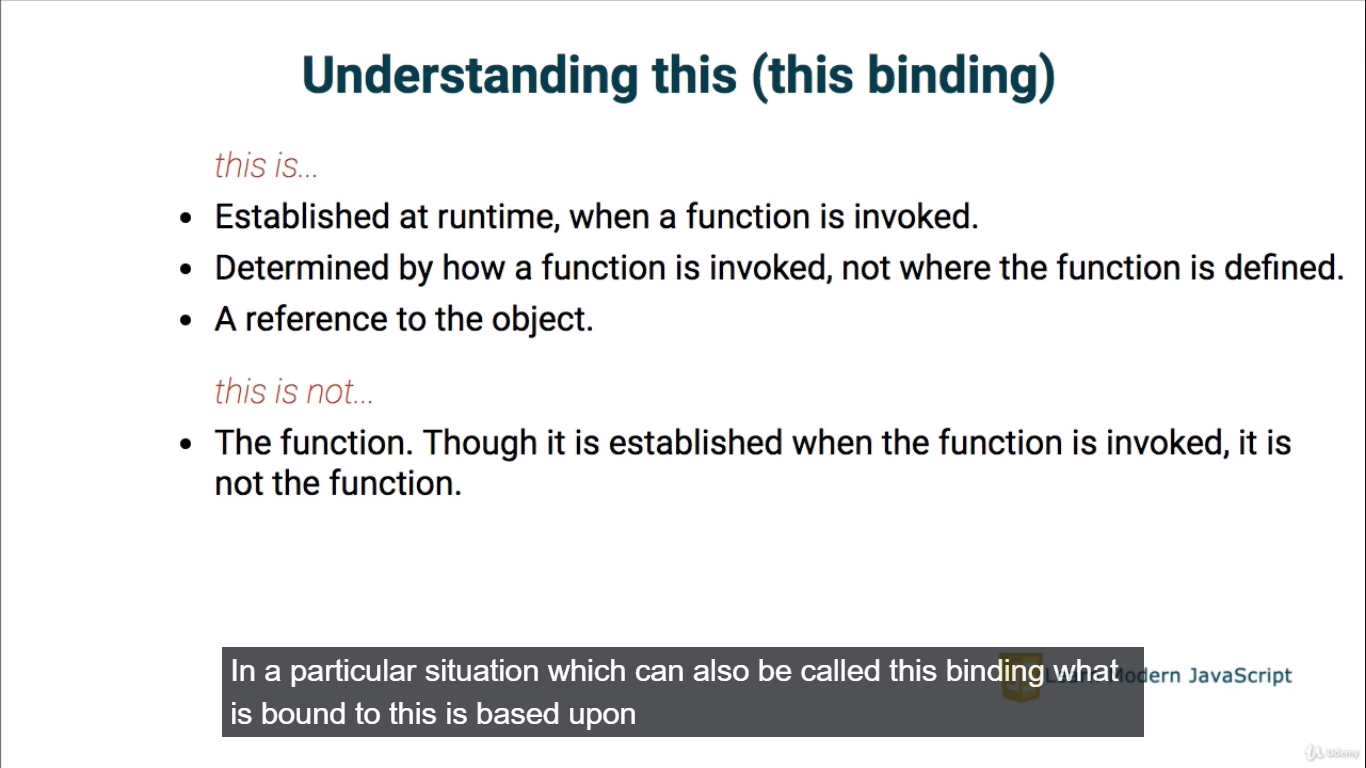 Understanding this (this binding)
this is...
Established at runtime, when a function is invoked.
Determined by how a function is invoked, not where the function is defined.
A reference to the object.
this is not...
The function. Though it is established when the function is invoked, it is
not the function.
In a particular situation which can also be called this binding what
is bound to this is based upon
Learn Modern JavaScript
Udemy